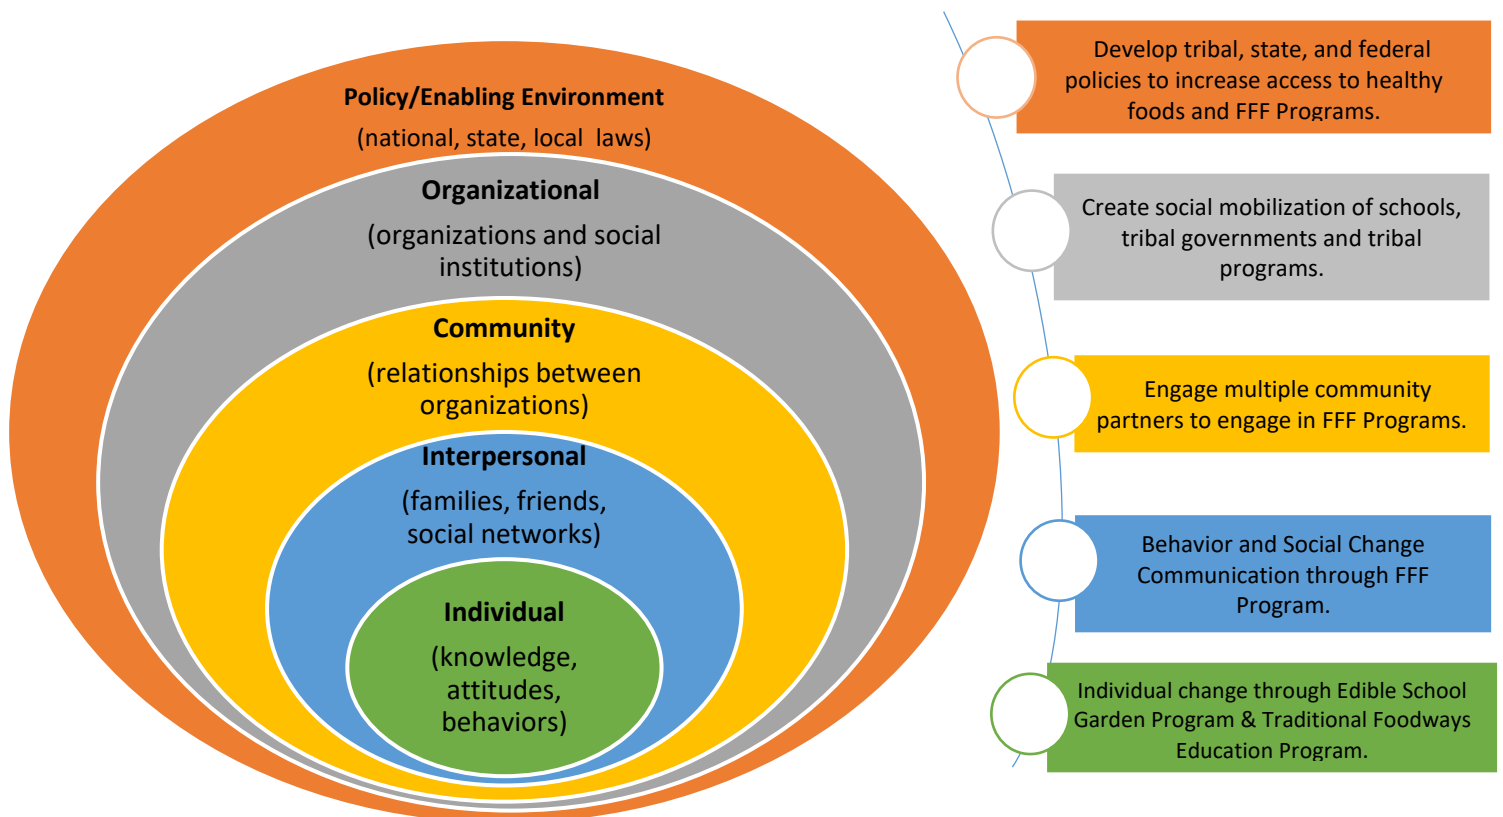 Policy/Enabling Environment
(national, state, local laws)
Organizational
(organizations and social
institutions)
Community
(relationships between
organizations)
Interpersonal
(families, friends,
social networks)
Individual
(knowledge,
attitudes,
behaviors)
Develop tribal, state, and federal
policies to increase access to healthy
foods and FFF Programs.
Create social mobilization of schools,
tribal governments and tribal
programs.
Engage multiple community
partners to engage in FFF Programs.
Behavior and Social Change
Communication through FFF
Program.
Individual change through Edible School
Garden Program & Traditional Foodways
Education Program.